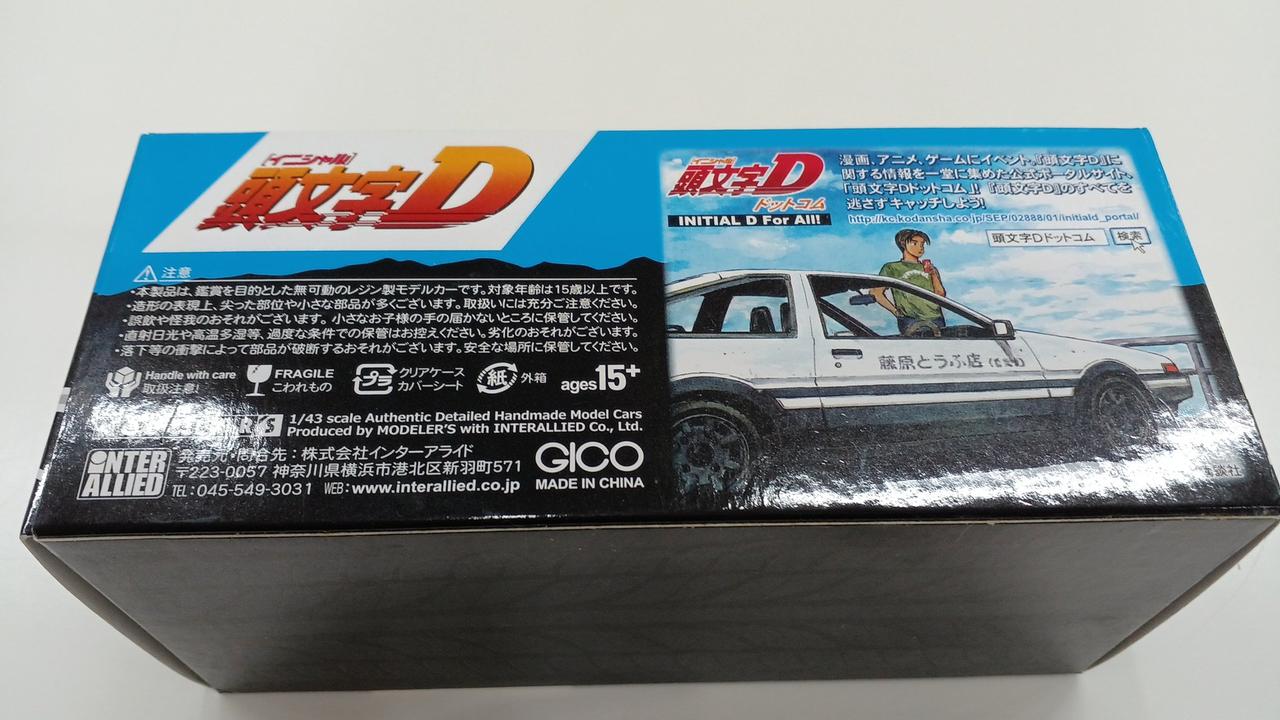 イニシャル
頭文字D
注意
・本製品は、鑑賞を目的とした無可動のレジン製モデルカーです。対象年齢は15歳以上です。
・造形の表現上、尖った部位や小さな部品が多くございます。取扱いには充分ご注意ください。
・誤飲や怪我のおそれがございます。小さなお子様の手の届かないところに保管してください。
・直射日光や高温多湿等、過度な条件での保管はお控えください。劣化のおそれがございます。
・落下等の衝撃によって部品が破断するおそれがございます。安全な場所に保管してください。
Handle with care
取扱注意!
FRAGILE
こわれもの
プラ
クリアケース
カバーシート
紙
外箱
ages15+
1/43 scale Authentic Detailed Handmade Model Cars
Produced by MODELER'S with INTERALLIED Co., Ltd.
INTER
ALLIED
発売元・問合先:株式会社インターアライド
〒223-0057 神奈川県横浜市港北区新羽町571
TEL:045-549-3031 WEB:www.interallied.co.jp
GICO
MADE IN CHINA
イニシャル
頭文字D
ドットコム
INITIAL D For All!
漫画、アニメ、ゲームにイベント、『頭文字D』に
関する情報を一堂に集めた公式ポータルサイト、
「頭文字Dドットコム」!『頭文字D』のすべてを
逃さずキャッチしよう!
http://kc.kodansha.co.jp/SEP/02888/01/initiald_portal/
頭文字Dドットコム
検索
藤原とうふ店(自家用)